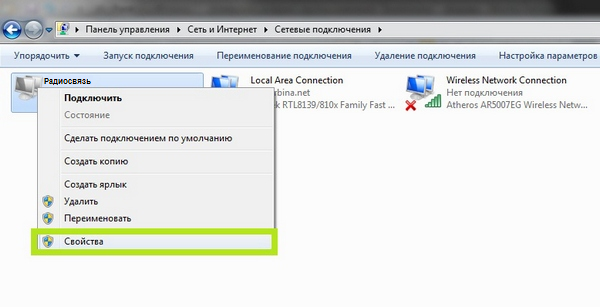 Панель управления ▸ Сеть и Интернет ▸ Сетевые подключения ▸
Упорядочить Запуск подключения Переименование подключения Удаление подключения Настройка параметров
Радиосвязь
Local Area Connection
rbina.net
k RTL8139/810x Family Fast ...
Wireless Network Connection
Нет подключения
Atheros AR5007EG Wireless Netw...
Подключить
Состояние
Сделать подключением по умолчанию
Создать копию
Создать ярлык
Удалить
Переименовать
Свойства